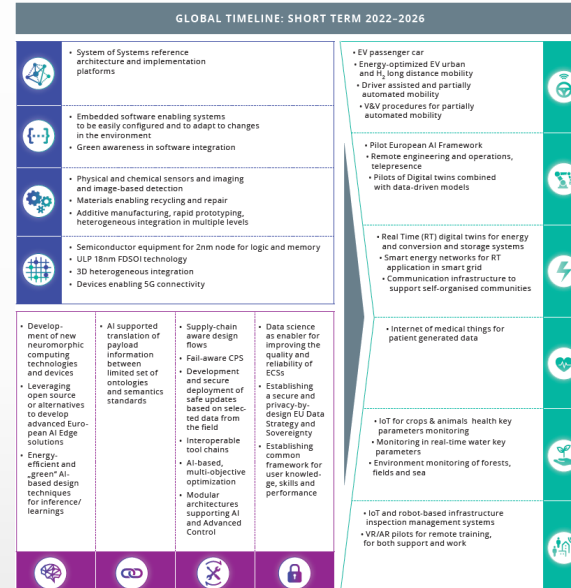 GLOBAL TIMELINE: SHORT TERM 2022–2026
• System of Systems reference
architecture and implementation
platforms
• Embedded software enabling systems
to be easily configured and to adapt to changes
in the environment
• Green awareness in software integration
• Physical and chemical sensors and imaging
and image-based detection
• Materials enabling recycling and repair
• Additive manufacturing, rapid prototyping,
heterogeneous integration in multiple levels
• Semiconductor equipment for 2nm node for logic and memory
• ULP 18nm FDSOI technology
• 3D heterogeneous integration
• Devices enabling 5G connectivity
• Develop-
ment of new
neuromorphic
computing
technologies
and devices
• Leveraging
open source
or alternatives
to develop
advanced Euro-
pean AI Edge
solutions
• Energy-
efficient and
„green” AI-
based design
techniques
for inference/
learnings
• AI supported
translation of
payload
information
between
limited set of
ontologies
and semantics
standards
• Supply-chain
aware design
flows
• Fail-aware CPS
• Development
and secure
deployment of
safe updates
based on selec-
ted data from
the field
• Interoperable
tool chains
• AI-based,
multi-objective
optimization
• Modular
architectures
supporting AI
and Advanced
Control
• Data science
as enabler for
improving the
quality and
reliability of
ECSs
• Establishing
a secure and
privacy-by-
design EU Data
Strategy and
Sovereignty
• Establishing
common
framework for
user knowled-
ge, skills and
performance
• EV passenger car
• Energy-optimized EV urban
and H2 long distance mobility
• Driver assisted and partially
automated mobility
• V&V procedures for partially
automated mobility
• Pilot European AI Framework
• Remote engineering and operations,
telepresence
• Pilots of Digital twins combined
with data-driven models
• Real Time (RT) digital twins for energy
and conversion and storage systems
• Smart energy networks for RT
application in smart grid
• Communication infrastructure to
support self-organised communities
• Internet of medical things for
patient generated data
• IoT for crops & animals health key
parameters monitoring
• Monitoring in real-time water key
parameters
• Environment monitoring of forests,
fields and sea
• IoT and robot-based infrastructure
inspection management systems
• VR/AR pilots for remote training,
for both support and work